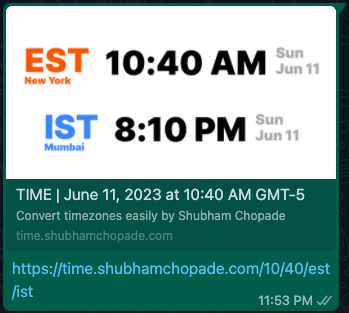 EST 10:40 AM Sun
New York Jun 11
IST 8:10 PM Sun
Mumbai Jun 11
TIME | June 11, 2023 at 10:40 AM GMT-5
Convert timezones easily by Shubham Chopade
time.shubhamchopade.com
https://time.shubhamchopade.com/10/40/est
/ist
11:53 PM